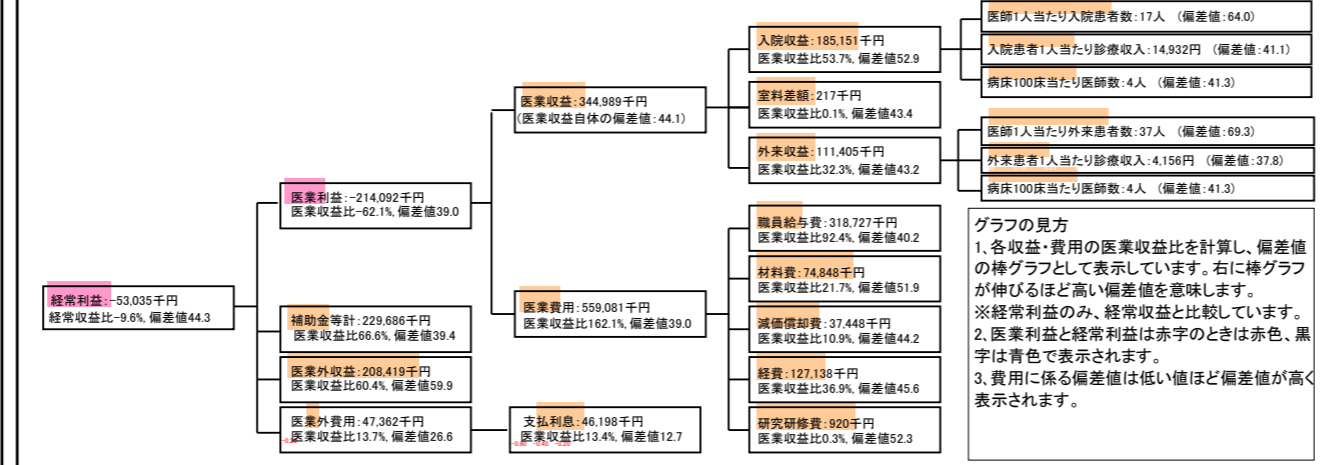 経常利益:-53,035千円
経常収支比-9.6%, 偏差値44.3
医業利益:-214,092千円
医業収益比-62.1%, 偏差値39.0
補助金等計:229,686千円
医業収益比66.6%, 偏差値39.4
医業外収益:208,419千円
医業収益比60.4%, 偏差値59.9
医業外費用:47,362千円
医業収益比13.7%, 偏差値26.6
医業収益:344,989千円
(医業収益自体の偏差値:44.1)
医業費用:559,081千円
医業収益比162.1%, 偏差値39.0
支払利息:46,198千円
医業収益比13.4%, 偏差値12.7
-0.60 -0.40 -0.20
入院収益:185,151千円
医業収益比53.7%, 偏差値52.9
室料差額:217千円
医業収益比0.1%, 偏差値43.4
外来収益:111,405千円
医業収益比32.3%, 偏差値43.2
職員給与費:318,727千円
医業収益比92.4%, 偏差値40.2
材料費:74,848千円
医業収益比21.7%, 偏差値51.9
減価償却費:37,448千円
医業収益比10.9%, 偏差値44.2
経費:127,138千円
医業収益比36.9%, 偏差値45.6
研究研修費:920千円
医業収益比0.3%, 偏差値52.3
医師1人当たり入院患者数:17人 (偏差値:64.0)
入院患者1人当たり診療収入:14,932円 (偏差値:41.1)
病床100床当たり医師数:4人 (偏差値:41.3)
医師1人当たり外来患者数:37人 (偏差値:69.3)
外来患者1人当たり診療収入:4,156円 (偏差値:37.8)
病床100床当たり医師数:4人 (偏差値:41.3)
グラフの見方
1、各収益・費用の医業収益比を計算し、偏差値
の棒グラフとして表示しています。右に棒グラフ
が伸びるほど高い偏差値を意味します。
※経常利益のみ、経常収益と比較しています。
2、医業利益と経常利益は赤字のときは赤色、黒
字は青色で表示されます。
3、費用に係る偏差値は低い値ほど偏差値が高く
表示されます。